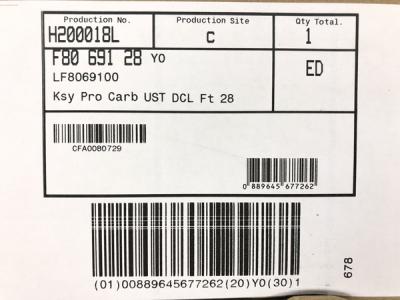 Production No. Production Site Qty Total.
H200018L C 1
F80 691 28 Y0 ED
LF8069100
Ksy Pro Carb UST DCL Ft 28
CFA0080729
0 889645 677262
(01)00889645677262(20)Y0(30)1
678